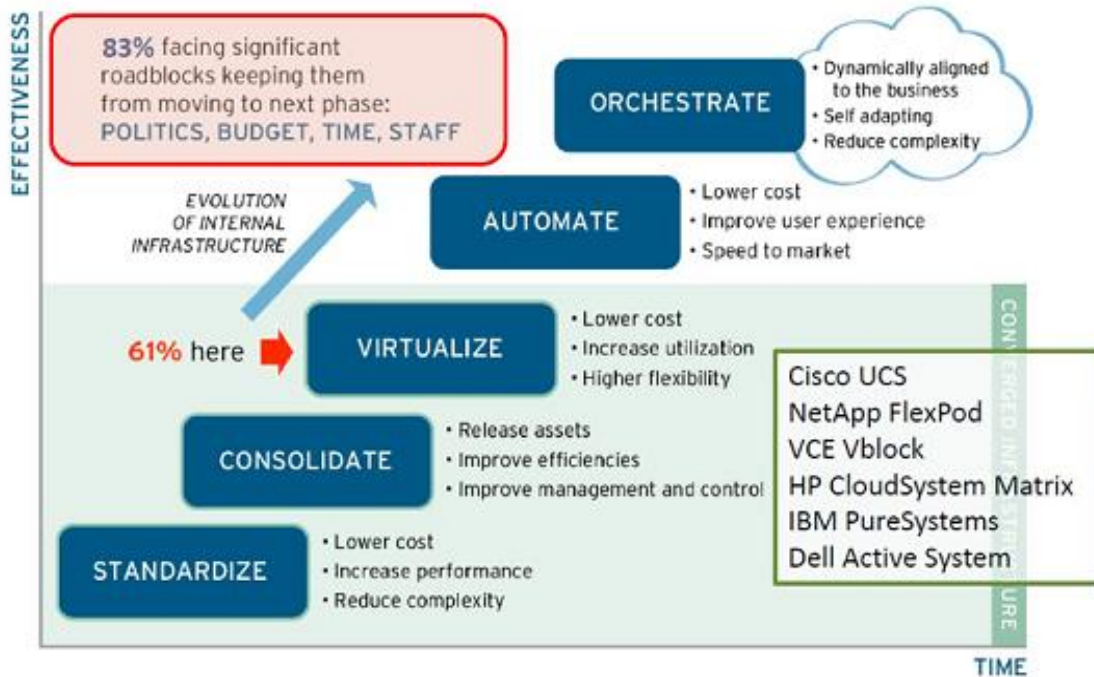 EFFECTIVENESS
83% facing significant
roadblocks keeping them
from moving to next phase:
POLITICS, BUDGET, TIME, STAFF
ORCHESTRATE
• Dynamically aligned
to the business
• Self adapting
• Reduce complexity
EVOLUTION
OF INTERNAL
INFRASTRUCTURE
AUTOMATE
• Lower cost
• Improve user experience
• Speed to market
61% here
VIRTUALIZE
• Lower cost
• Increase utilization
• Higher flexibility
CONSOLIDATE
• Release assets
• Improve efficiencies
• Improve management and control
STANDARDIZE
• Lower cost
• Increase performance
• Reduce complexity
Cisco UCS
NetApp FlexPod
VCE Vblock
HP CloudSystem Matrix
IBM PureSystems
Dell Active System
TIME